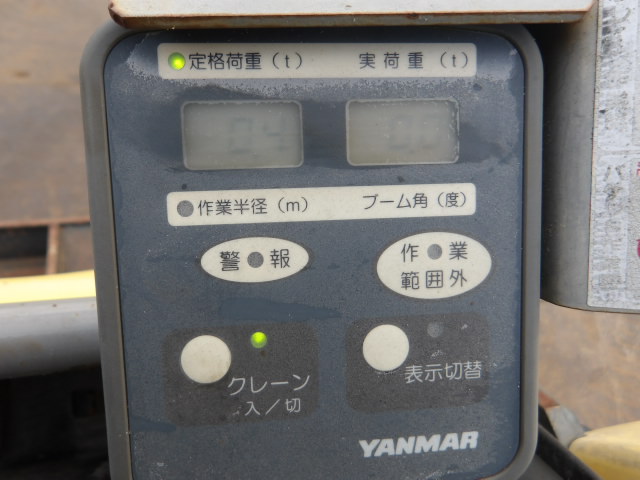 定格荷重(t) 実荷重(t)
作業半径(m) ブーム角(度)
警報 作業
範囲外
クレーン 表示切替
入/切
YANMAR